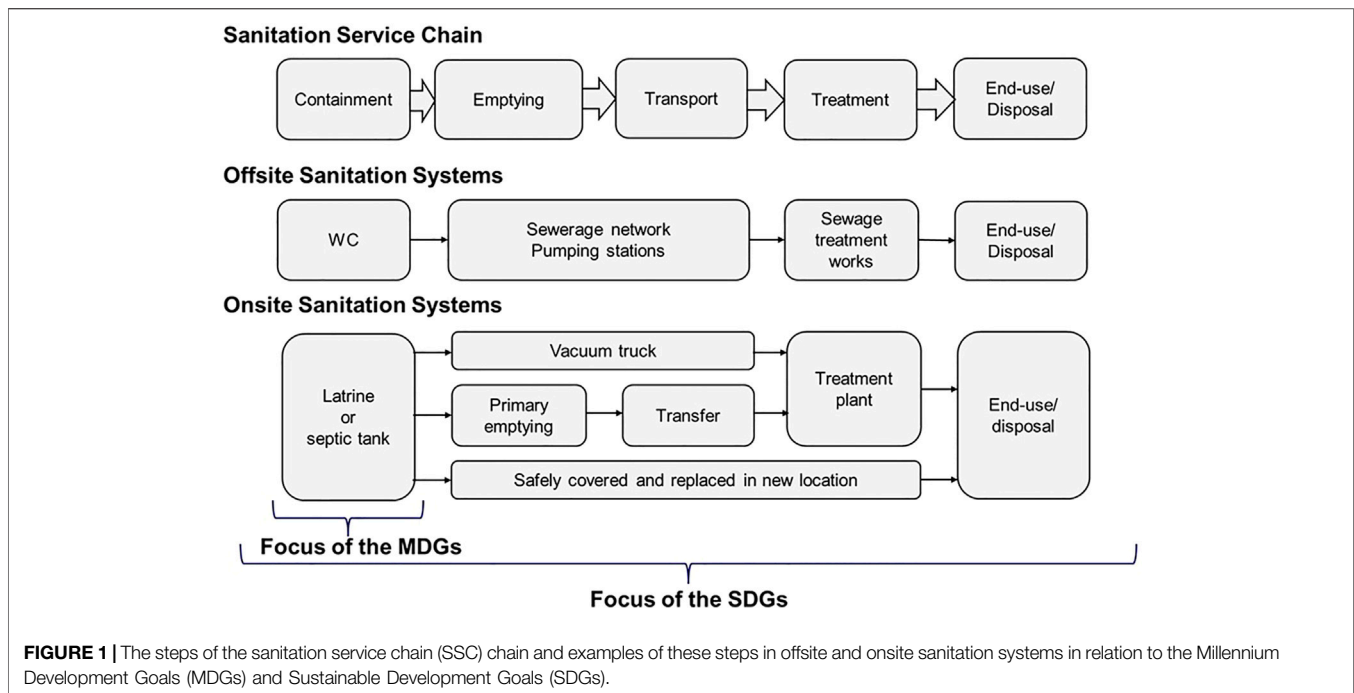 Sanitation Service Chain
Containment
Emptying
Transport
Treatment
End-use/
Disposal
Offsite Sanitation Systems
WC
Sewerage network
Pumping stations
Sewage
treatment
works
End-use/
Disposal
Onsite Sanitation Systems
Latrine
or
septic tank
Vacuum truck
Primary
emptying
Transfer
Safely covered and replaced in new location
Treatment
plant
End-use/
disposal
Focus of the MDGs
Focus of the SDGs
FIGURE 1 | The steps of the sanitation service chain (SSC) chain and examples of these steps in offsite and onsite sanitation systems in relation to the Millennium
Development Goals (MDGs) and Sustainable Development Goals (SDGs).